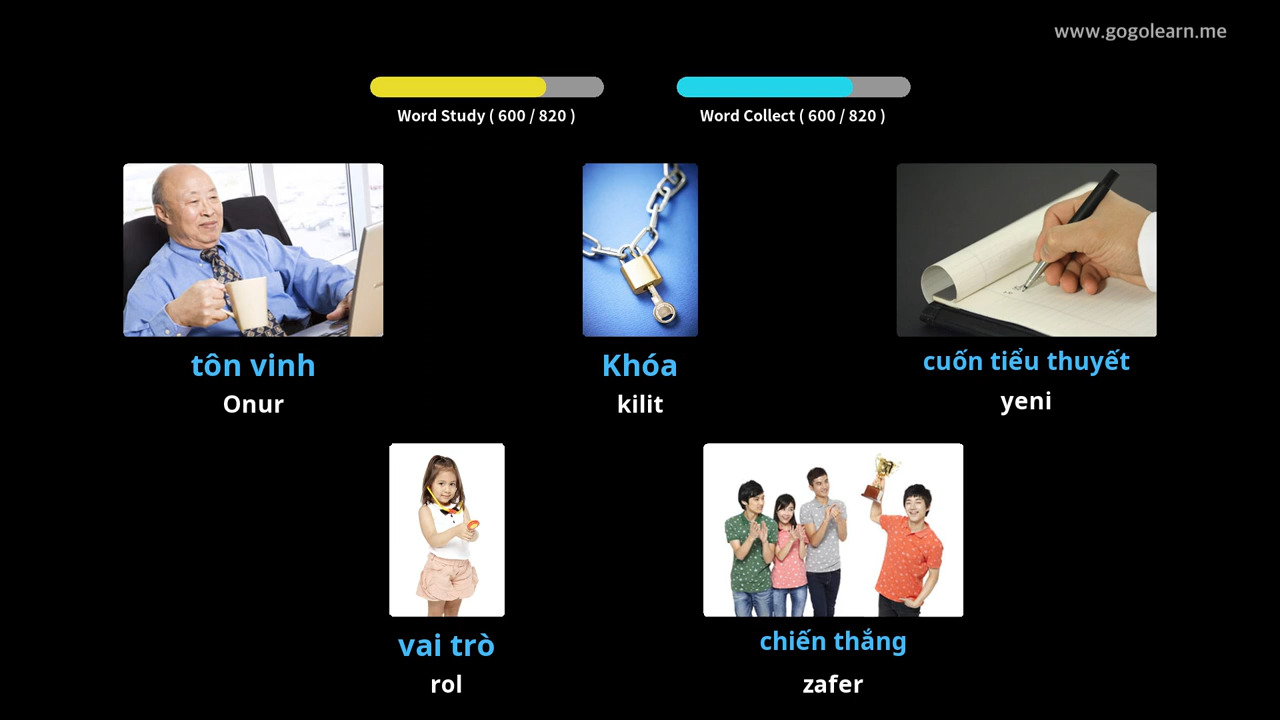 www.gogolearn.me
Word Study ( 600 / 820 )
Word Collect ( 600 / 820 )
tôn vinh
Onur
Khóa
kilit
cuốn tiểu thuyết
yeni
vai trò
rol
chiến thắng
zafer